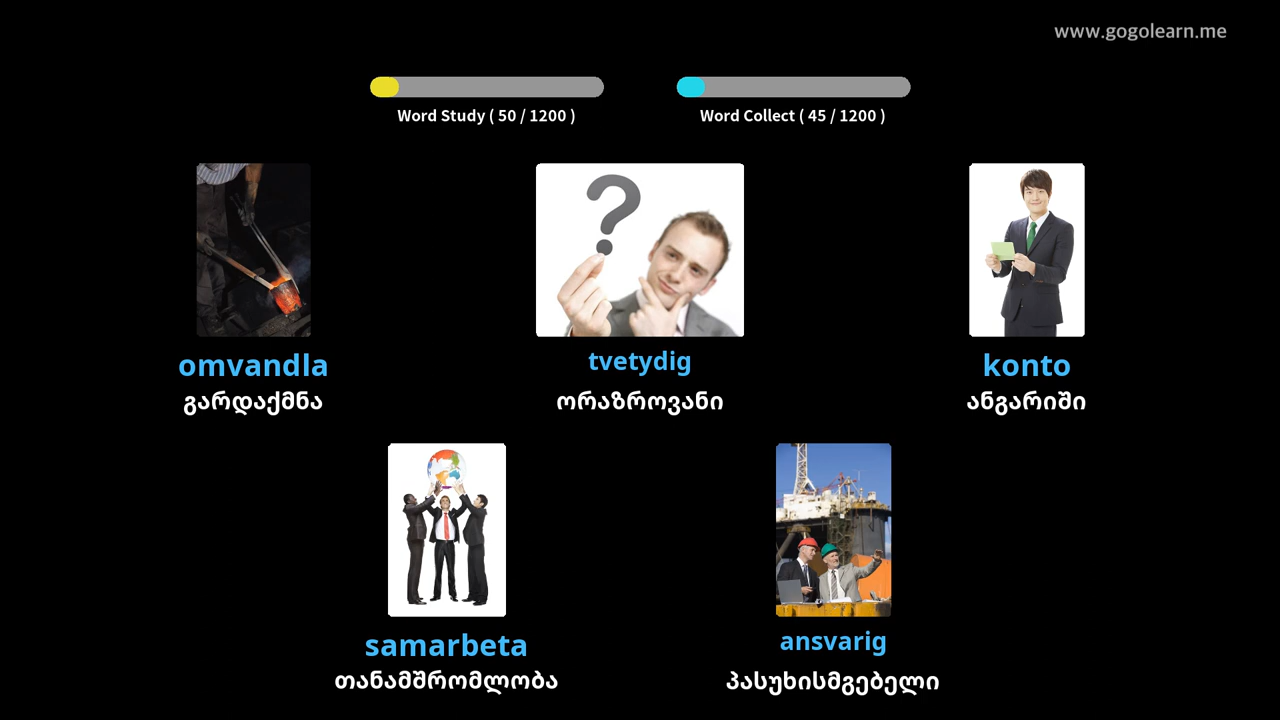 www.gogolearn.me
Word Study ( 50 / 1200 )
Word Collect ( 45 / 1200 )
omvandla
გარდაქმნა
tvetydig
ორაზროვანი
konto
ანგარიში
samarbeta
თანამშრომლობა
ansvarig
პასუხისმგებელი